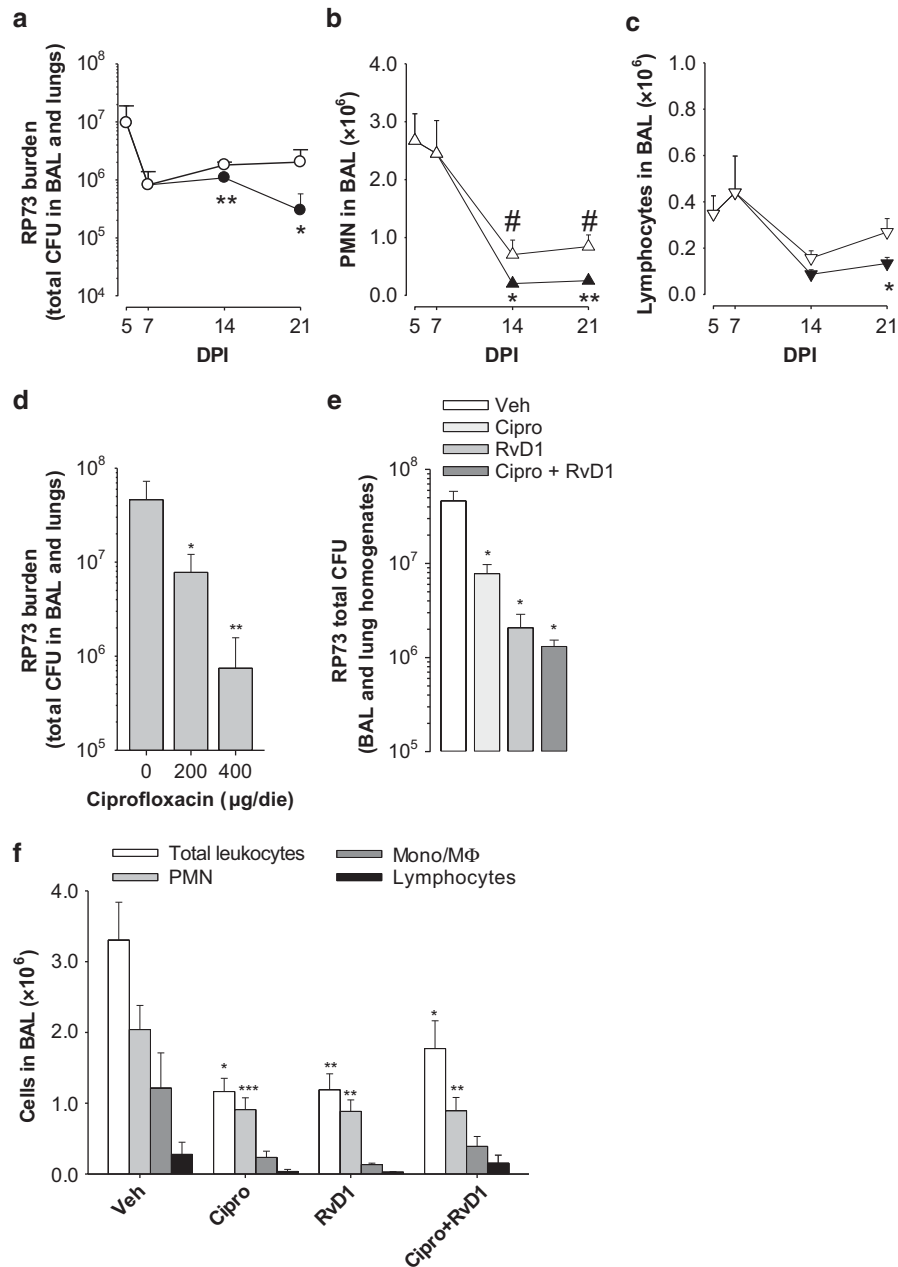 a
RP73 burden
(total CFU in BAL and lungs)
10⁸
10⁷
10⁶
10⁵
10⁴
**
*
5 7 14 21
DPI
b
PMN in BAL (×10⁶)
4.0
3.0
2.0
1.0
0.0
# #
* **
5 7 14 21
DPI
c
Lymphocytes in BAL (×10⁶)
1.0
0.6
0.4
0.2
0.0
*
5 7 14 21
DPI
d
RP73 burden
(total CFU in BAL and lungs)
10⁸
10⁷
10⁶
10⁵
*
**
0 200 400
Ciprofloxacin (µg/die)
e
Veh
Cipro
RvD1
Cipro + RvD1
RP73 total CFU
(BAL and lung homogenates)
10⁸
10⁷
10⁶
10⁵
*
*
*
f
Total leukocytes
PMN
Mono/MΦ
Lymphocytes
Cells in BAL (×10⁶)
4.0
3.0
2.0
1.0
0.0
* ***
** **
* **
Veh
Cipro
RvD1
Cipro+RvD1